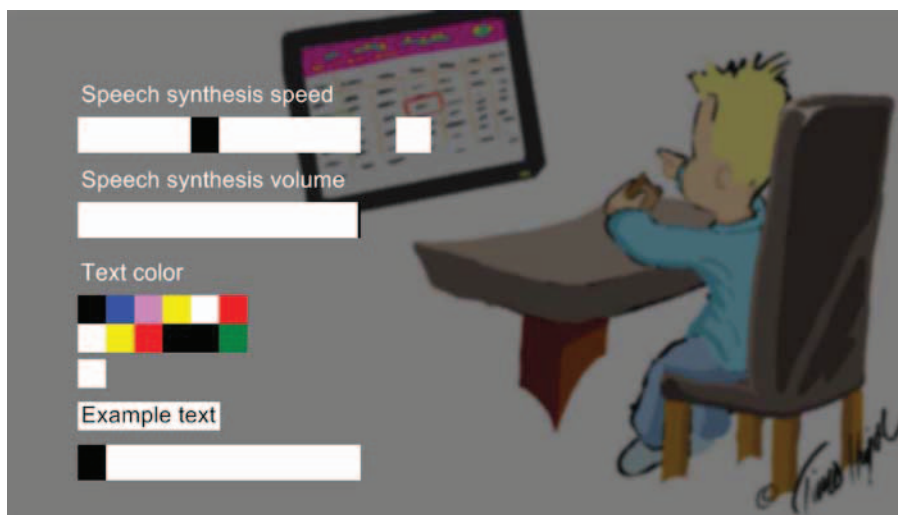 Speech synthesis speed
Speech synthesis volume
Text color
Example text